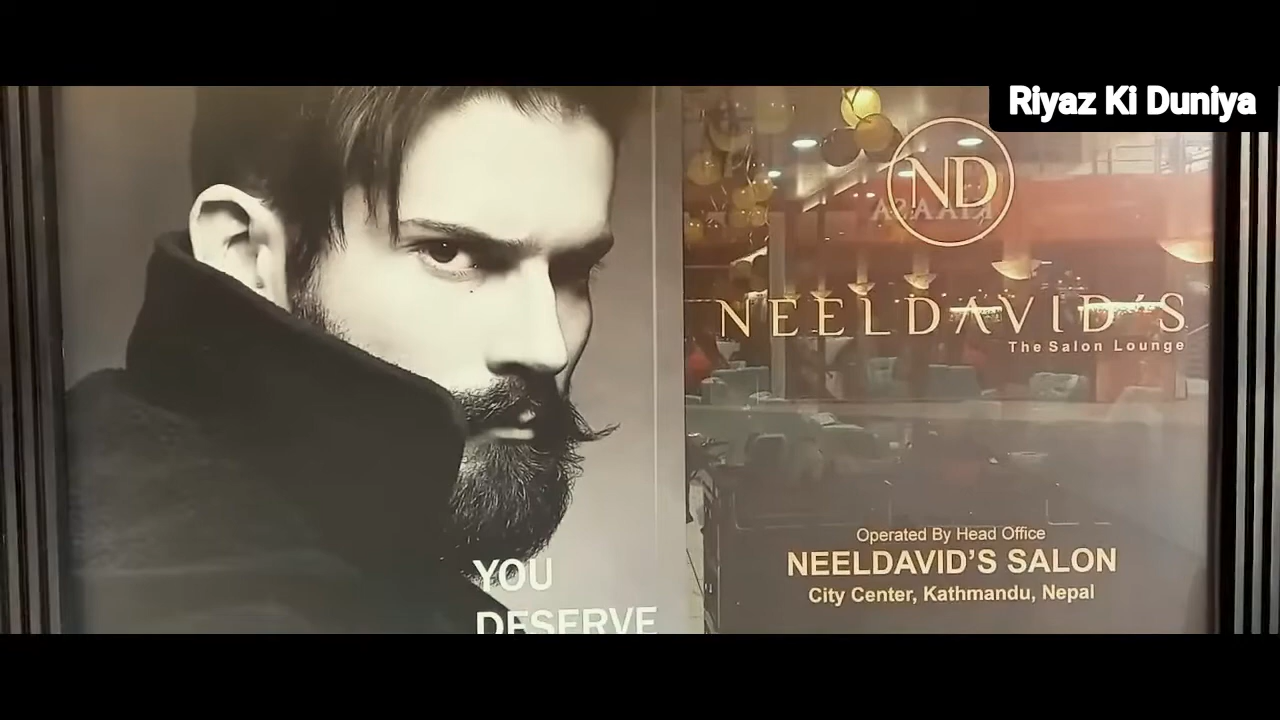 Riyaz Ki Duniya
ND
NEELDAVID'S
The Salon Lounge
Operated By Head Office
NEELDAVID'S SALON
City Center, Kathmandu, Nepal
YOU
DESERVE